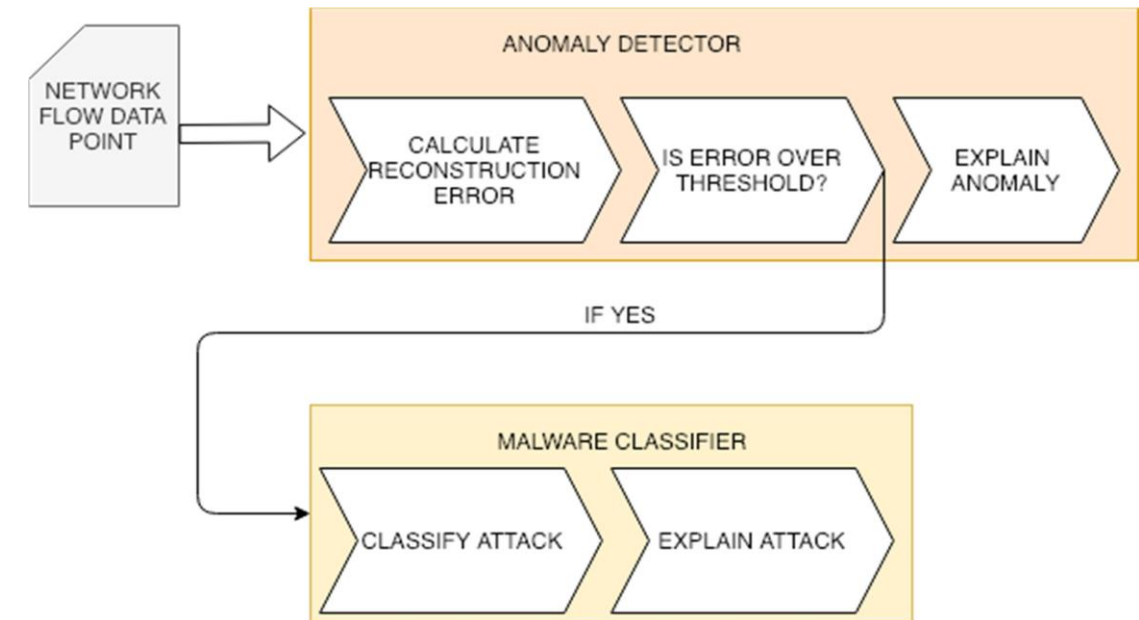 NETWORK
FLOW DATA
POINT
ANOMALY DETECTOR
CALCULATE
RECONSTRUCTION
ERROR
IS ERROR OVER
THRESHOLD?
EXPLAIN
ANOMALY
IF YES
MALWARE CLASSIFIER
CLASSIFY ATTACK
EXPLAIN ATTACK